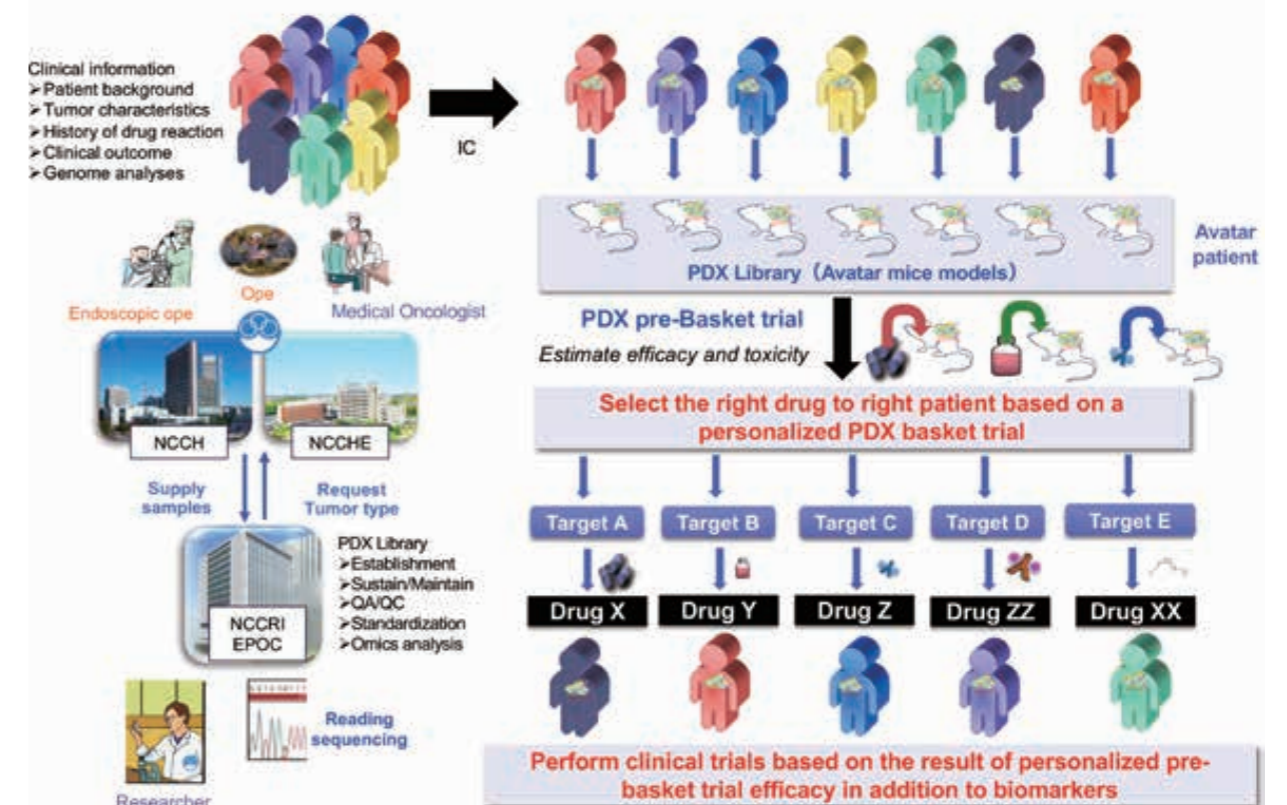 Clinical information
➢Patient background
➢Tumor characteristics
➢History of drug reaction
➢Clinical outcome
➢Genome analyses
IC
Endoscopic ope
Ope
Medical Oncologist
NCCH
NCCHE
Supply
samples
Request
Tumor type
NCCRI
EPOC
PDX Library
➢Establishment
➢Sustain/Maintain
➢QA/QC
➢Standardization
➢Omics analysis
Reading
sequencing
Researcher
PDX Library (Avatar mice models)
Avatar
patient
PDX pre-Basket trial
Estimate efficacy and toxicity
Select the right drug to right patient based on a
personalized PDX basket trial
Target A
Target B
Target C
Target D
Target E
Drug X
Drug Y
Drug Z
Drug ZZ
Drug XX
Perform clinical trials based on the result of personalized pre-
basket trial efficacy in addition to biomarkers